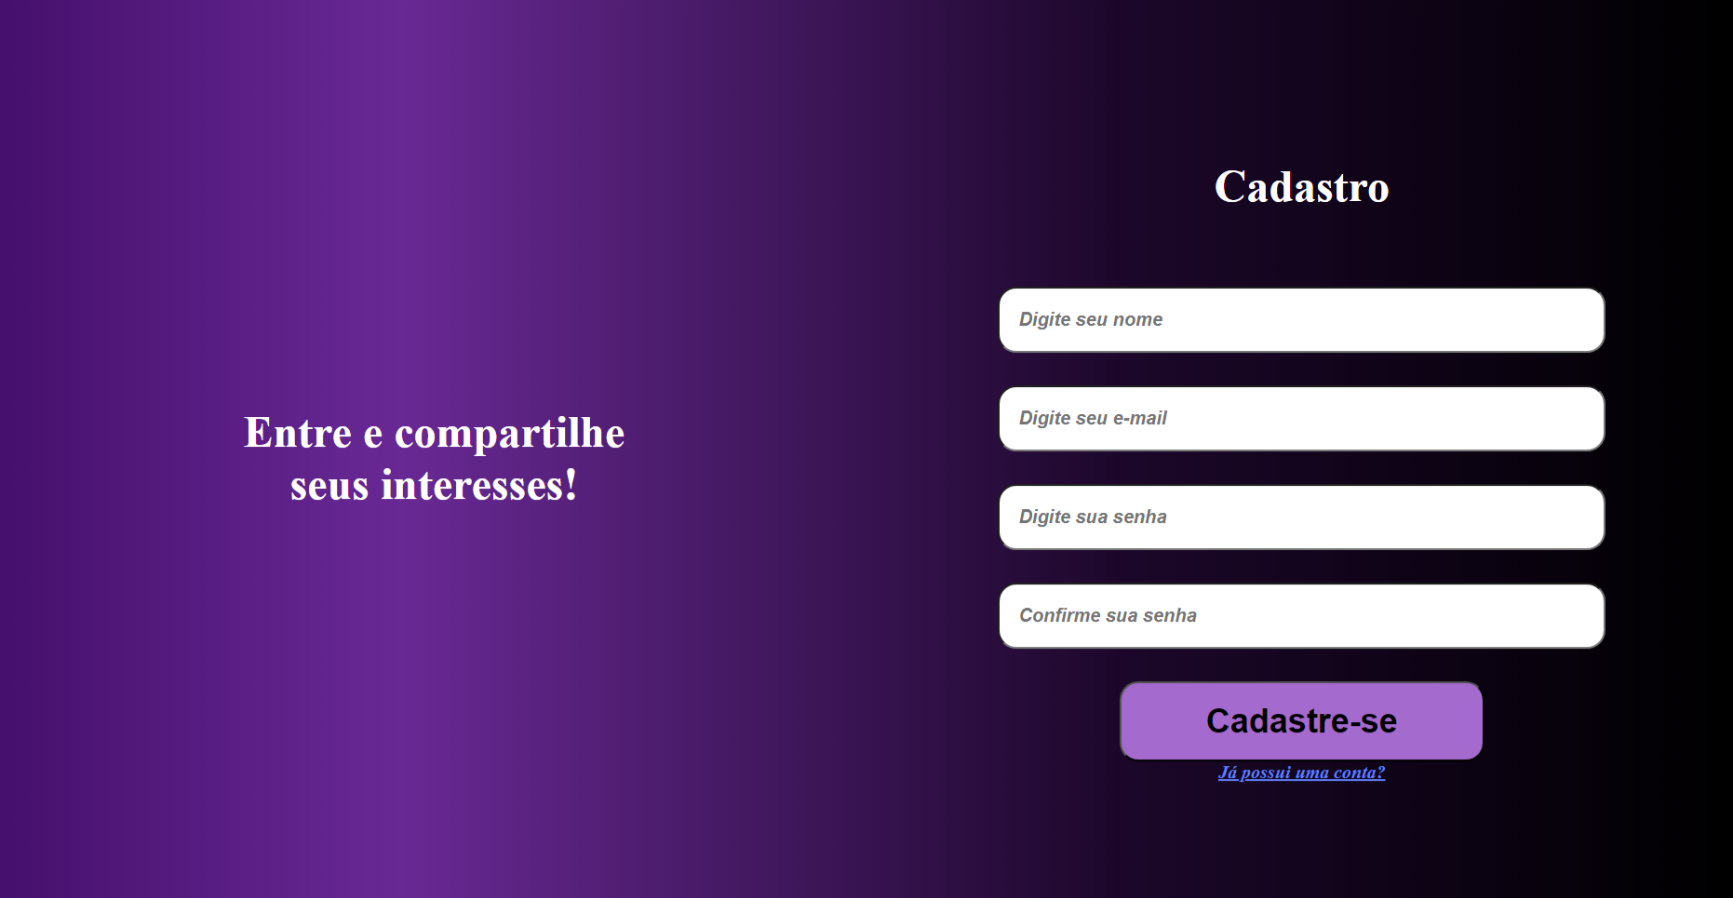 Entre e compartilhe
seus interesses!
Cadastro
Digite seu nome
Digite seu e-mail
Digite sua senha
Confirme sua senha
Cadastre-se
Já possui uma conta?